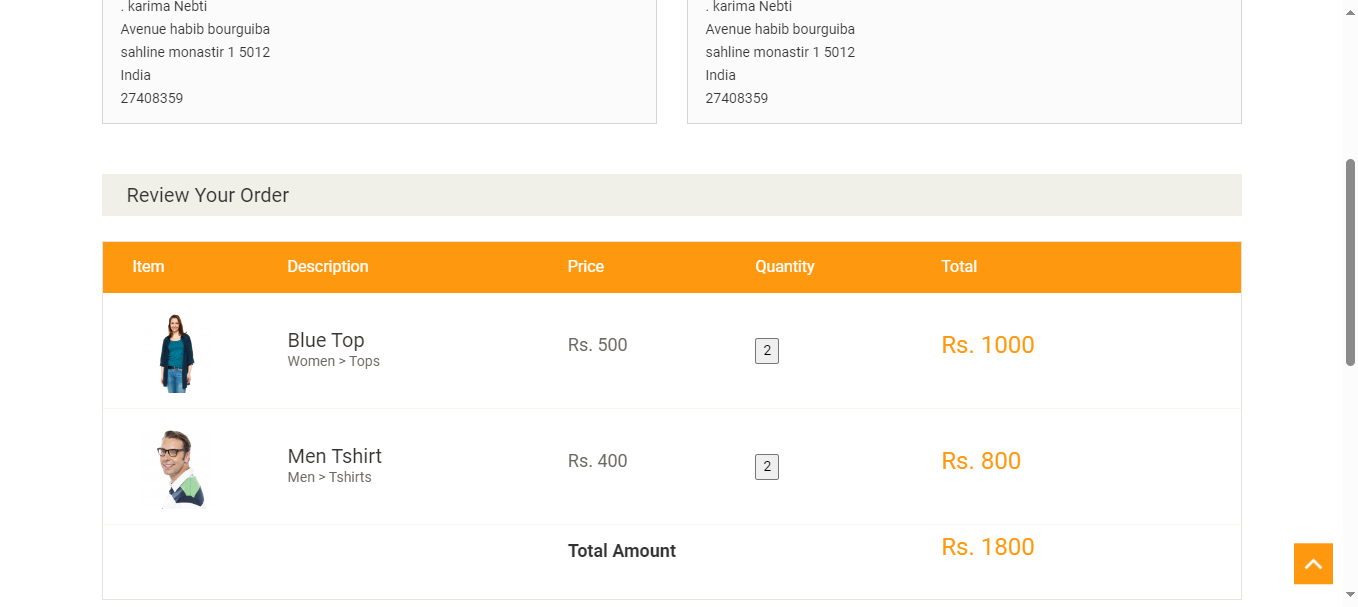 . karima Nebti
Avenue habib bourguiba
sahline monastir 1 5012
India
27408359
. karima Nebti
Avenue habib bourguiba
sahline monastir 1 5012
India
27408359
Review Your Order
Item Description Price Quantity Total
Blue Top
Women > Tops
Rs. 500
2
Rs. 1000
Men Tshirt
Men > Tshirts
Rs. 400
2
Rs. 800
Total Amount
Rs. 1800